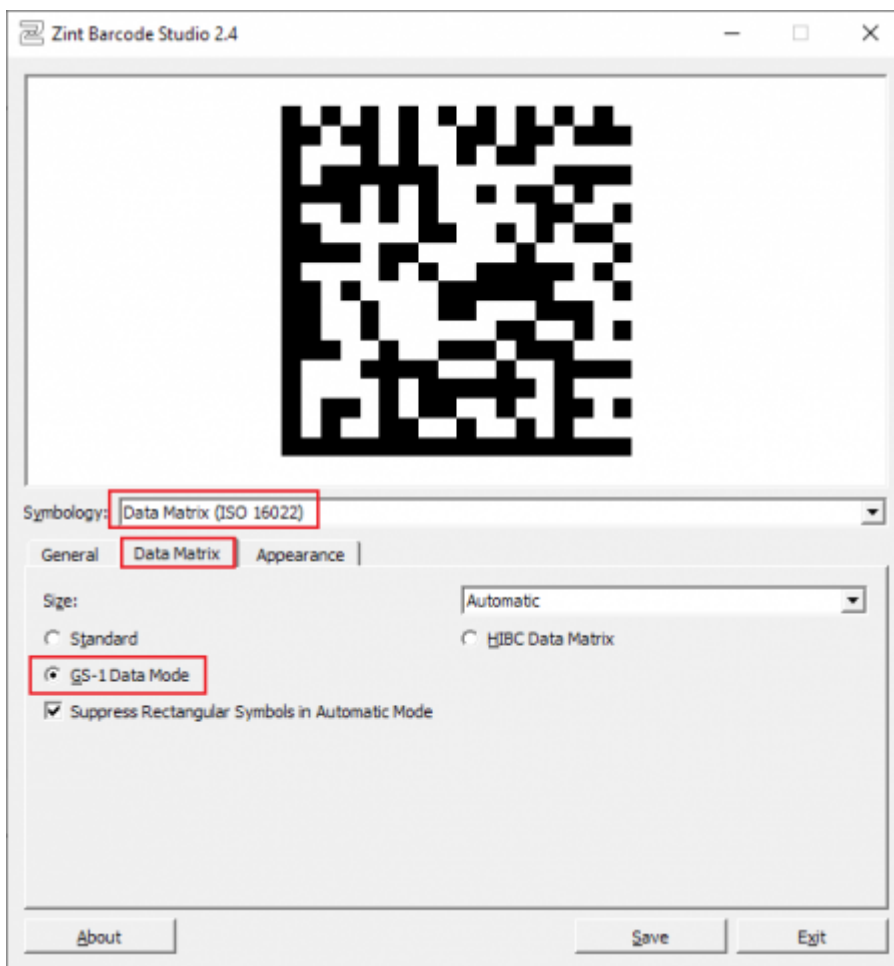 Zint Barcode Studio 2.4
Symbology: Data Matrix (ISO 16022)
General Data Matrix Appearance
Size: Automatic
Standard HIBC Data Matrix
GS-1 Data Mode
Suppress Rectangular Symbols in Automatic Mode
About Save Exit